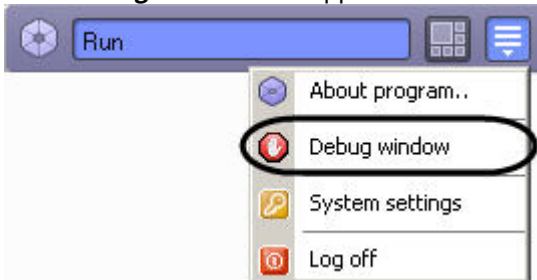 Run
About program..
Debug window
System settings
Log off